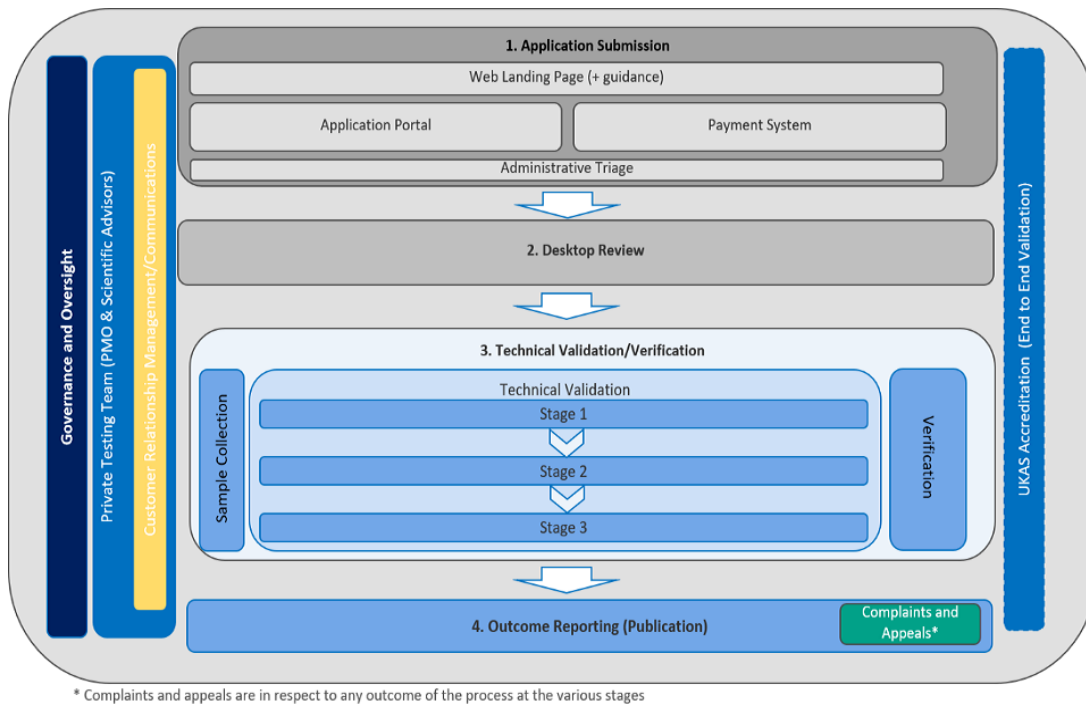 Governance and Oversight
Private Testing Team (PMO & Scientific Advisors)
Customer Relationship Management/Communications
1. Application Submission
Web Landing Page (+ guidance)
Application Portal
Payment System
Administrative Triage
2. Desktop Review
3. Technical Validation/Verification
Sample Collection
Technical Validation
Stage 1
Stage 2
Stage 3
Verification
4. Outcome Reporting (Publication)
Complaints and
Appeals*
UKAS Accreditation (End to End Validation)
* Complaints and appeals are in respect to any outcome of the process at the various stages